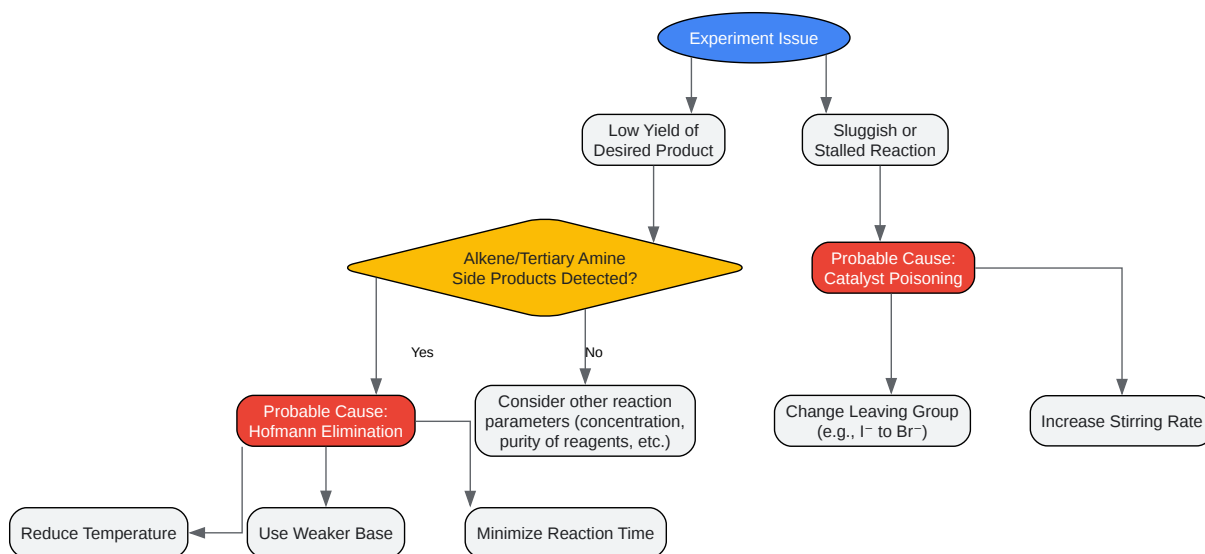 Experiment Issue
Low Yield of
Desired Product
Sluggish or
Stalled Reaction
Alkene/Tertiary Amine
Side Products Detected?
Probable Cause:
Catalyst Poisoning
Yes
No
Probable Cause:
Hofmann Elimination
Consider other reaction
parameters (concentration,
purity of reagents, etc.)
Change Leaving Group
(e.g., I⁻ to Br⁻)
Increase Stirring Rate
Reduce Temperature
Use Weaker Base
Minimize Reaction Time